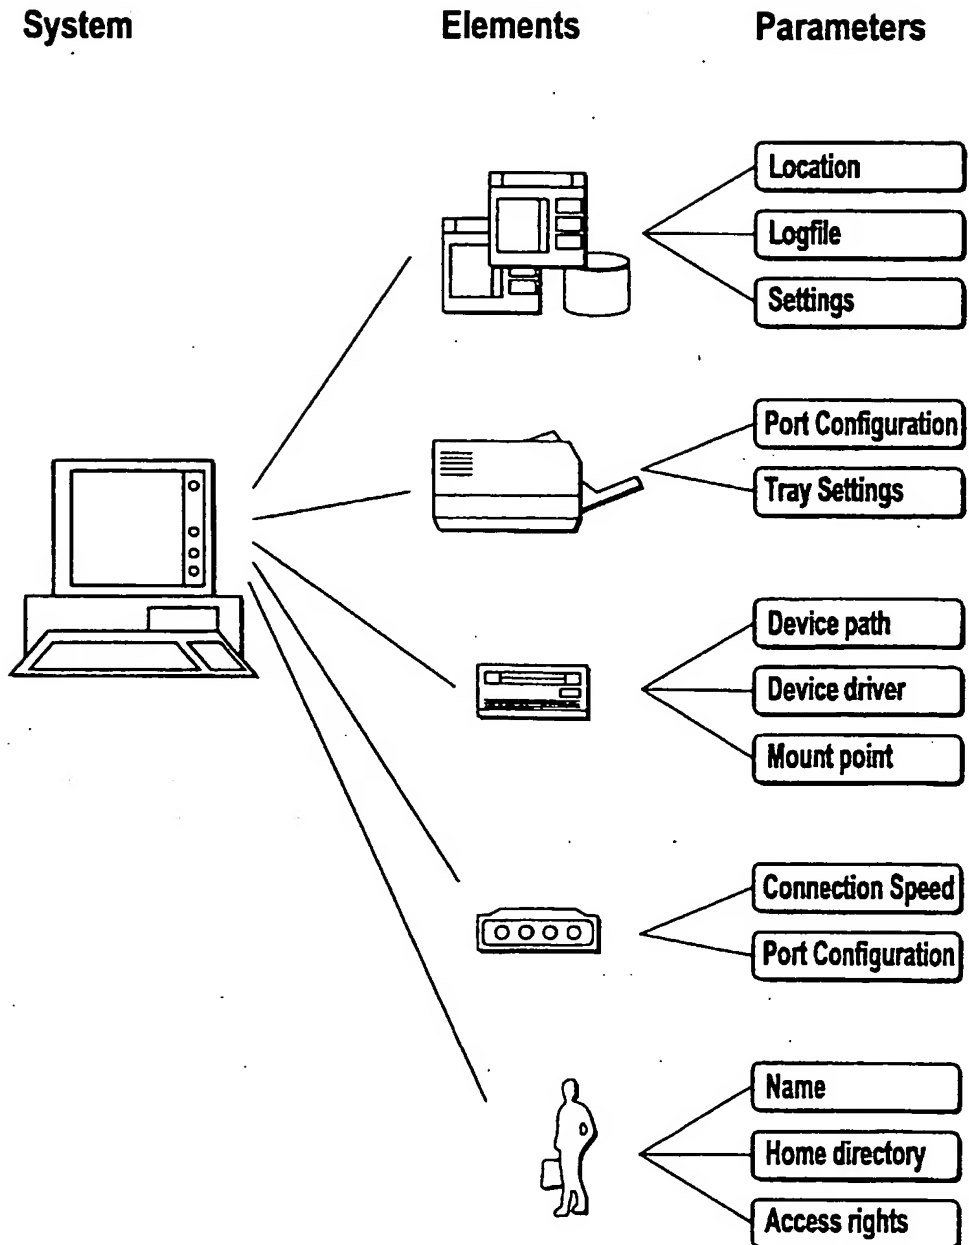 System Elements Parameters
Location
Logfile
Settings
Port Configuration
Tray Settings
Device path
Device driver
Mount point
Connection Speed
Port Configuration
Name
Home directory
Access rights